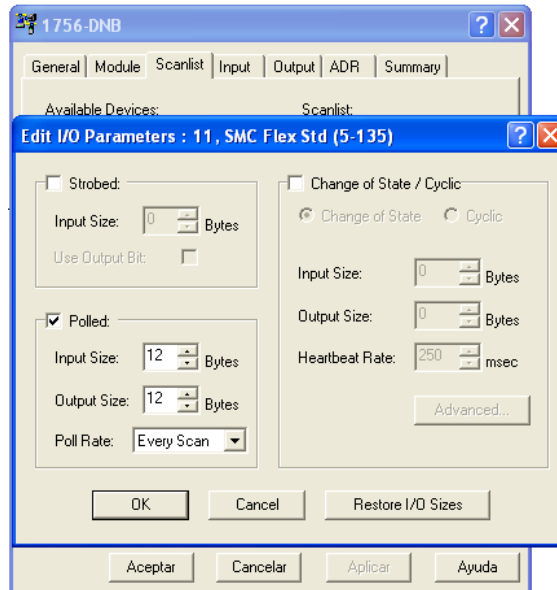 1756-DNB
General Module Scanlist Input Output ADR Summary
Available Devices: Scanlist:
Edit I/O Parameters : 11, SMC Flex Std (5-135)
Strobed:
Input Size: 0 Bytes
Use Output Bit:
Polled:
Input Size: 12 Bytes
Output Size: 12 Bytes
Poll Rate: Every Scan
Change of State / Cyclic
Change of State Cyclic
Input Size: 0 Bytes
Output Size: 0 Bytes
Heartbeat Rate: 250 msec
Advanced...
OK Cancel Restore I/O Sizes
Aceptar Cancelar Aplicar Ayuda